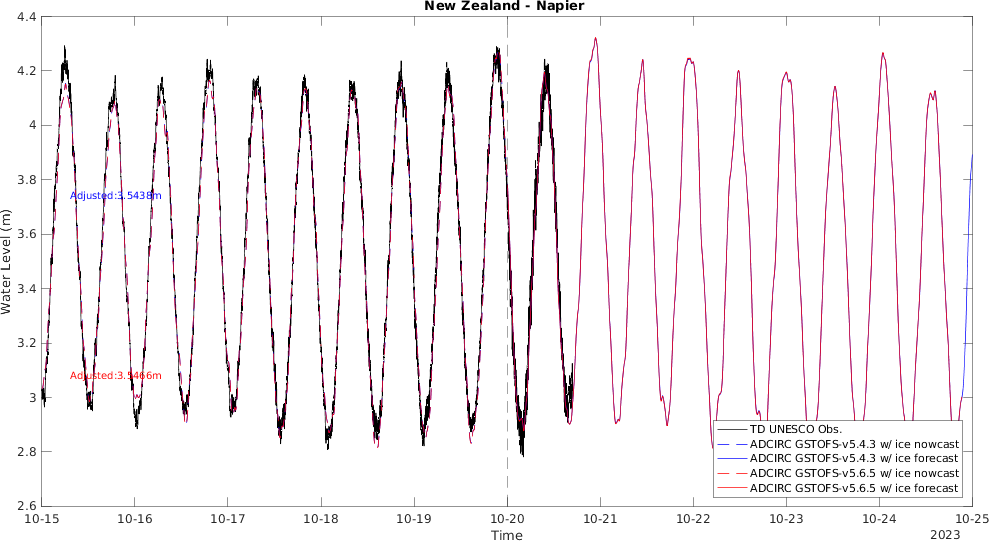 New Zealand - Napier
4.4
4.2
4
3.8
3.6
3.4
3.2
3
2.8
2.6
Water Level (m)
Adjusted:3.5438m
Adjusted:3.5466m
TD UNESCO Obs.
ADCIRC GSTOFS-v5.4.3 w/ ice nowcast
ADCIRC GSTOFS-v5.4.3 w/ ice forecast
ADCIRC GSTOFS-v5.6.5 w/ ice nowcast
ADCIRC GSTOFS-v5.6.5 w/ ice forecast
10-15 10-16 10-17 10-18 10-19 10-20 10-21 10-22 10-23 10-24 10-25
Time
2023